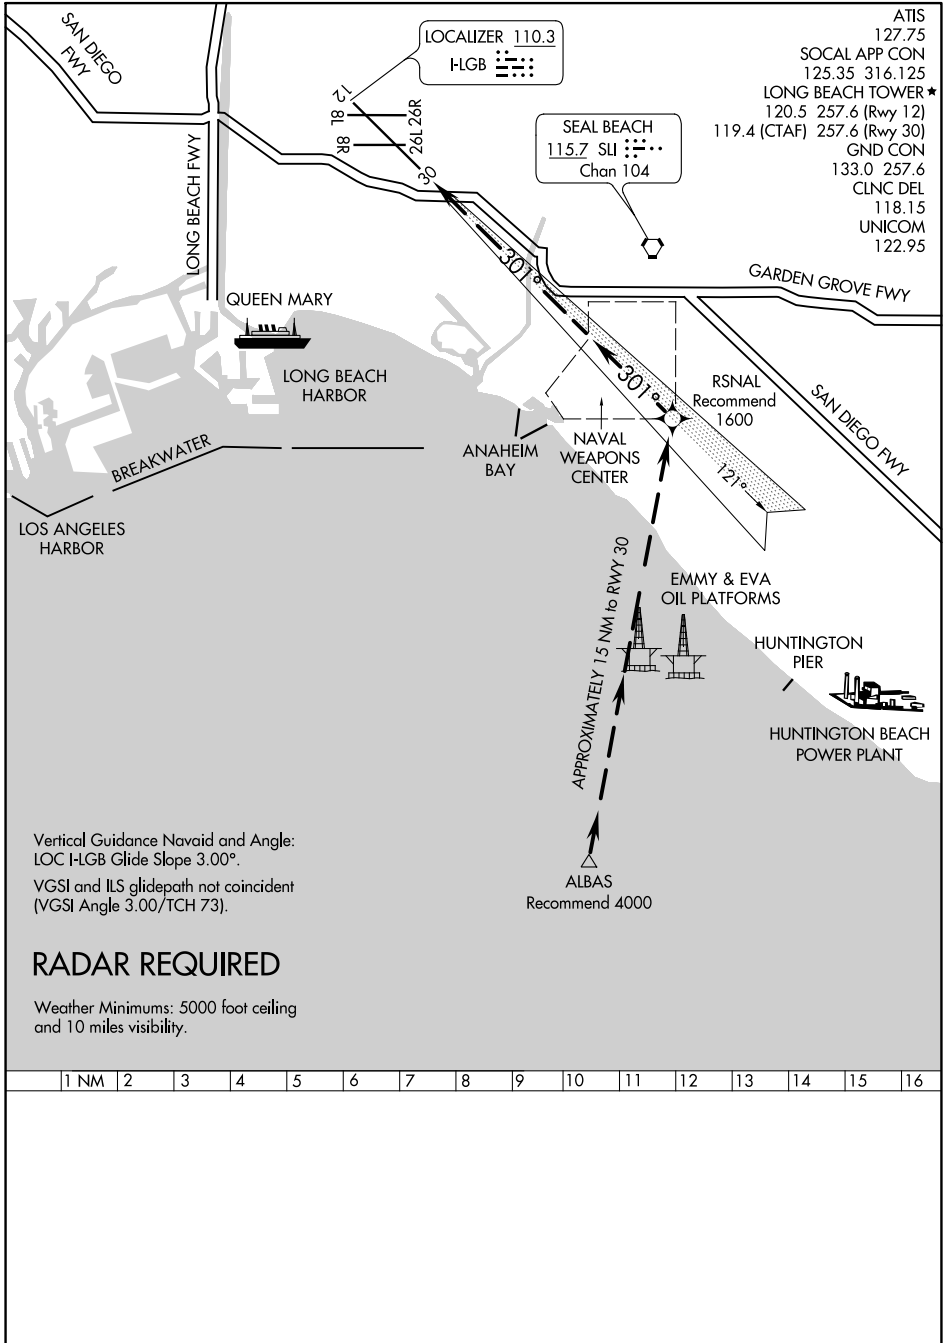 ATIS
127.75
SOCAL APP CON
125.35 316.125
LONG BEACH TOWER★
120.5 257.6 (Rwy 12)
119.4 (CTAF) 257.6 (Rwy 30)
GND CON
133.0 257.6
CLNC DEL
118.15
UNICOM
122.95
SAN DIEGO
FWY
LOCALIZER 110.3
I-LGB
12
8L
26R
8R
26L
30
SEAL BEACH
115.7 SLI
Chan 104
LONG BEACH FWY
301°
GARDEN GROVE FWY
QUEEN MARY
LONG BEACH
HARBOR
301°
RSNAL
Recommend
1600
SAN DIEGO FWY
BREAKWATER
ANAHEIM
BAY
NAVAL
WEAPONS
CENTER
121°
LOS ANGELES
HARBOR
APPROXIMATELY 15 NM to RWY 30
EMMY & EVA
OIL PLATFORMS
HUNTINGTON
PIER
HUNTINGTON BEACH
POWER PLANT
Vertical Guidance Navaid and Angle:
LOC I-LGB Glide Slope 3.00°.
VGSI and ILS glidepath not coincident
(VGSI Angle 3.00/TCH 73).
ALBAS
Recommend 4000
RADAR REQUIRED
Weather Minimums: 5000 foot ceiling
and 10 miles visibility.
1 NM 2 3 4 5 6 7 8 9 10 11 12 13 14 15 16